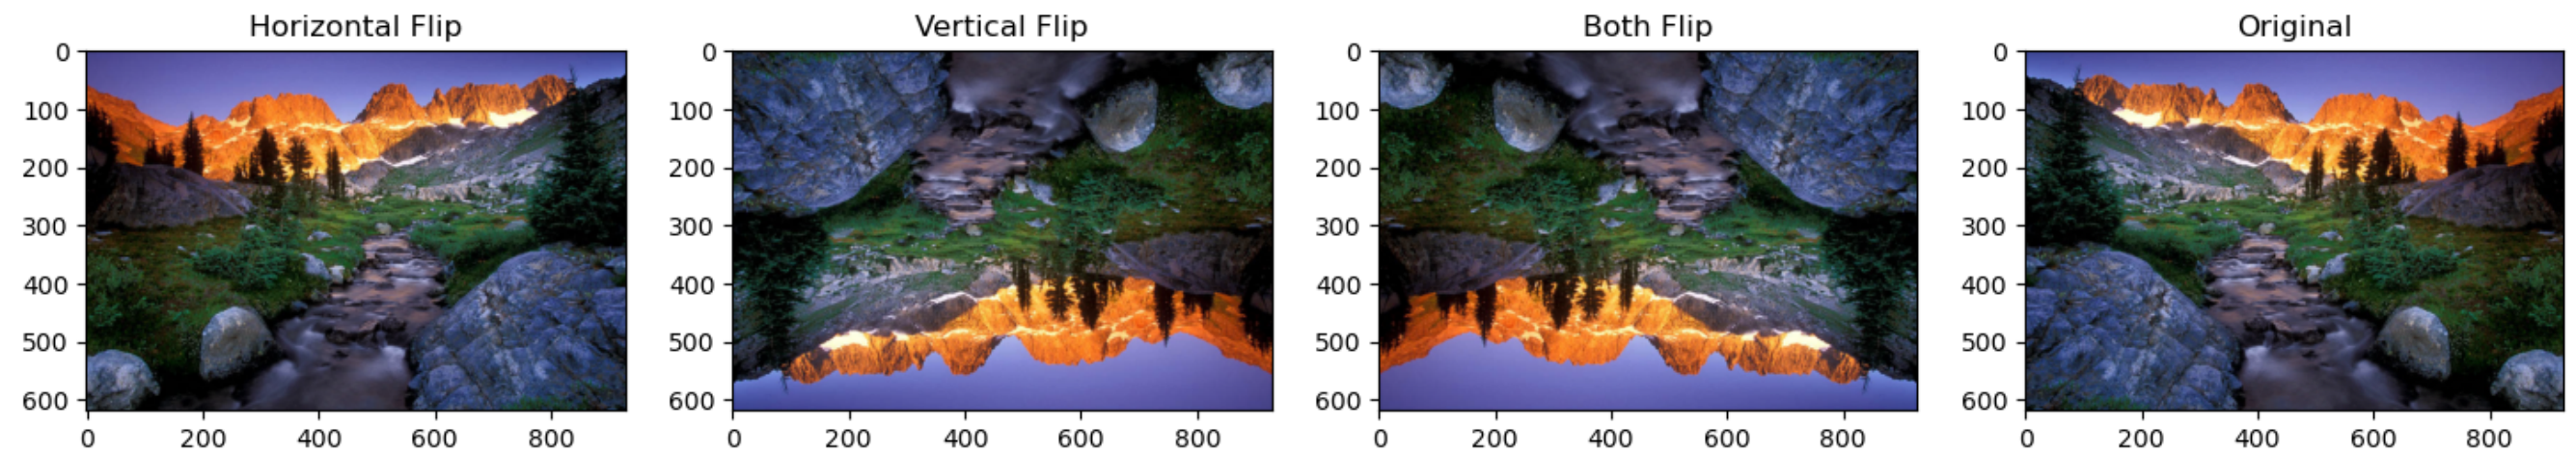 Horizontal Flip Vertical Flip Both Flip Original
0 0 0 0
100 100 100 100
200 200 200 200
300 300 300 300
400 400 400 400
500 500 500 500
600 600 600 600
0 200 400 600 800 0 200 400 600 800 0 200 400 600 800 0 200 400 600 800